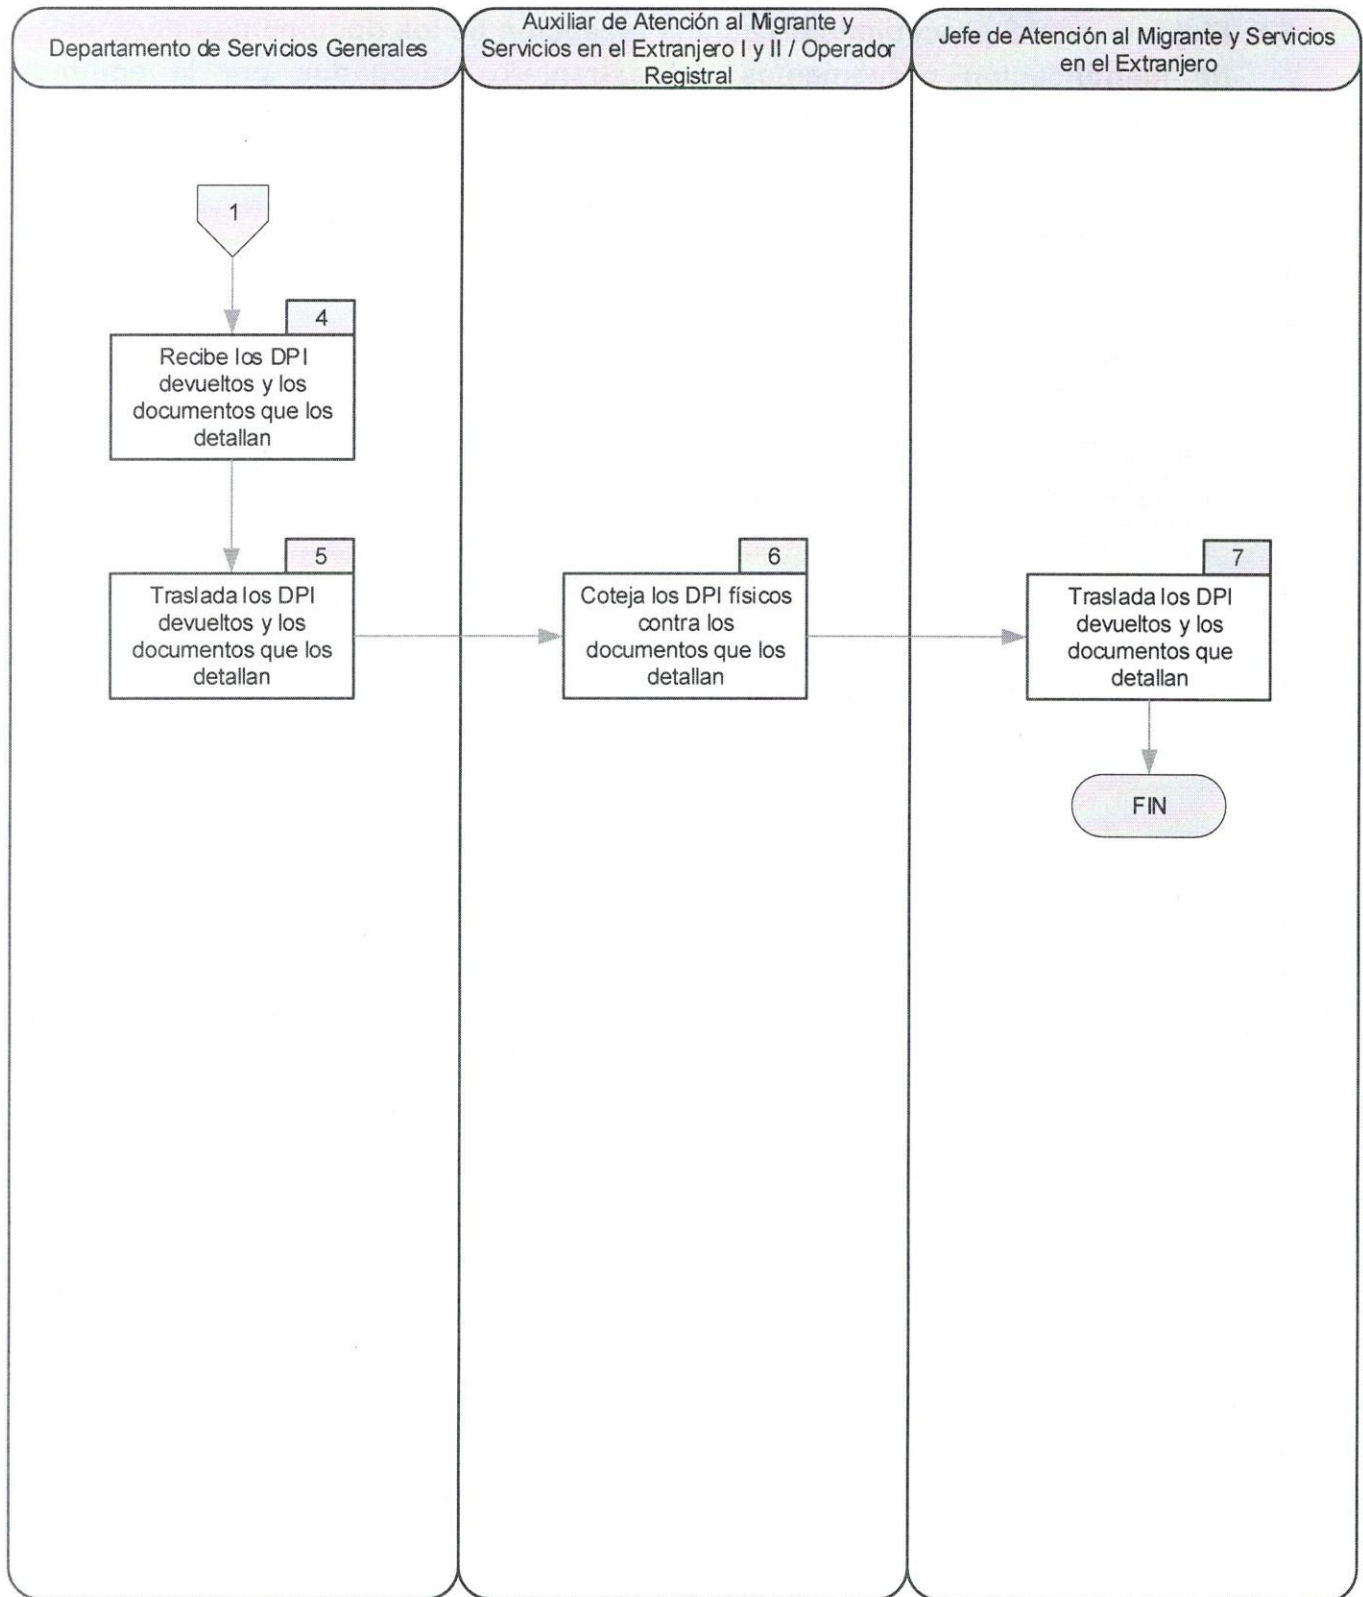 Departamento de Servicios Generales
Auxiliar de Atención al Migrante y
Servicios en el Extranjero I y II / Operador
Registral
Jefe de Atención al Migrante y Servicios
en el Extranjero
1
4
Recibe los DPI
devueltos y los
documentos que los
detallan
5
Traslada los DPI
devueltos y los
documentos que los
detallan
6
Coteja los DPI físicos
contra los
documentos que los
detallan
7
Traslada los DPI
devueltos y los
documentos que
detallan
FIN